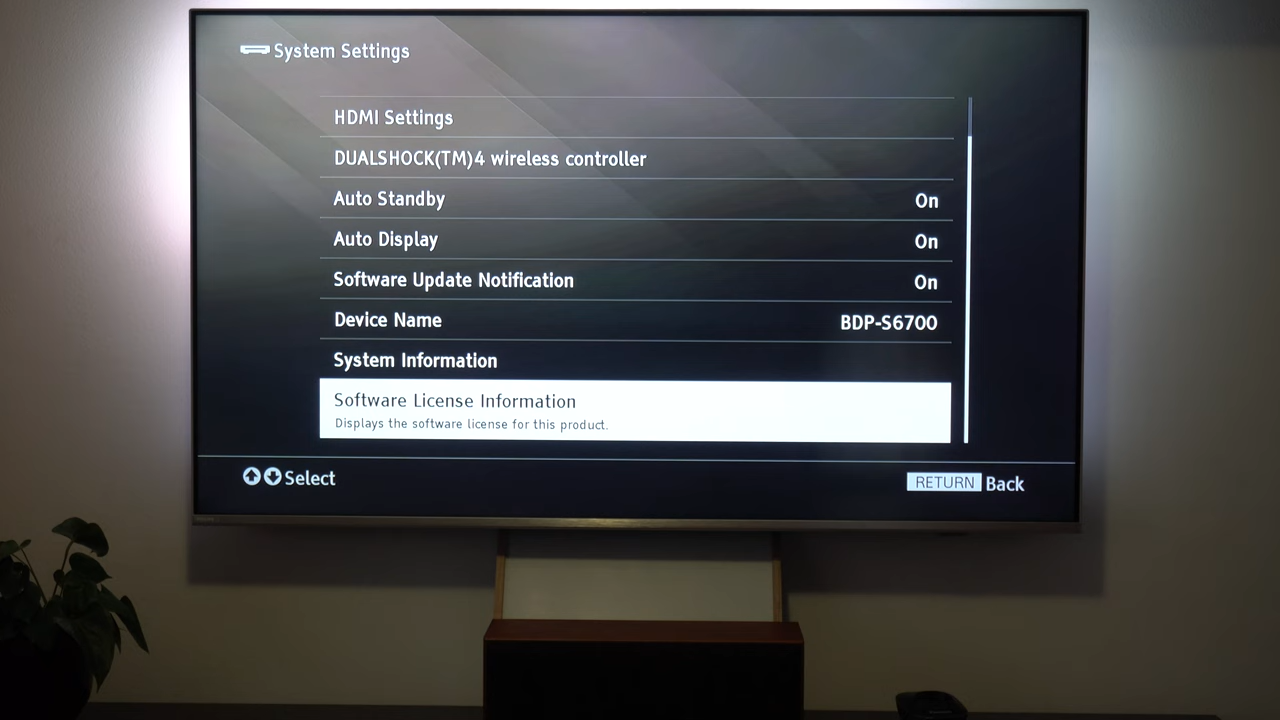 System Settings
HDMI Settings
DUALSHOCK(TM)4 wireless controller
Auto Standby On
Auto Display On
Software Update Notification On
Device Name BDP-S6700
System Information
Software License Information
Displays the software license for this product.
Select RETURN Back